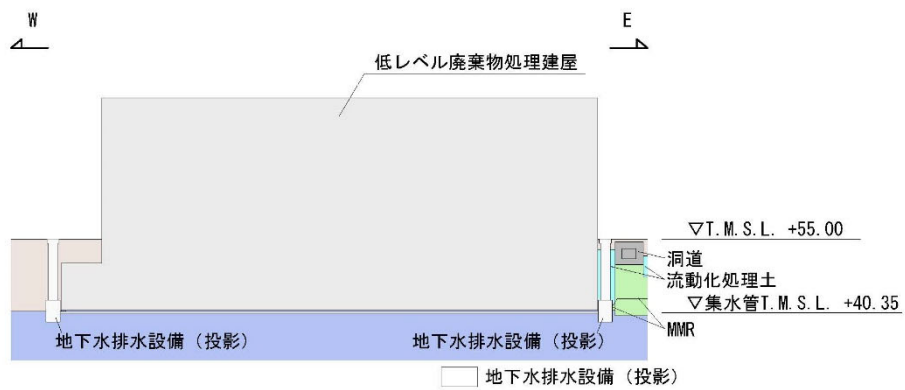 W
E
低レベル廃棄物処理建屋
▽T.M.S.L. +55.00
洞道
流動化処理土
▽集水管T.M.S.L. +40.35
MMR
地下水排水設備（投影）
地下水排水設備（投影）
地下水排水設備（投影）